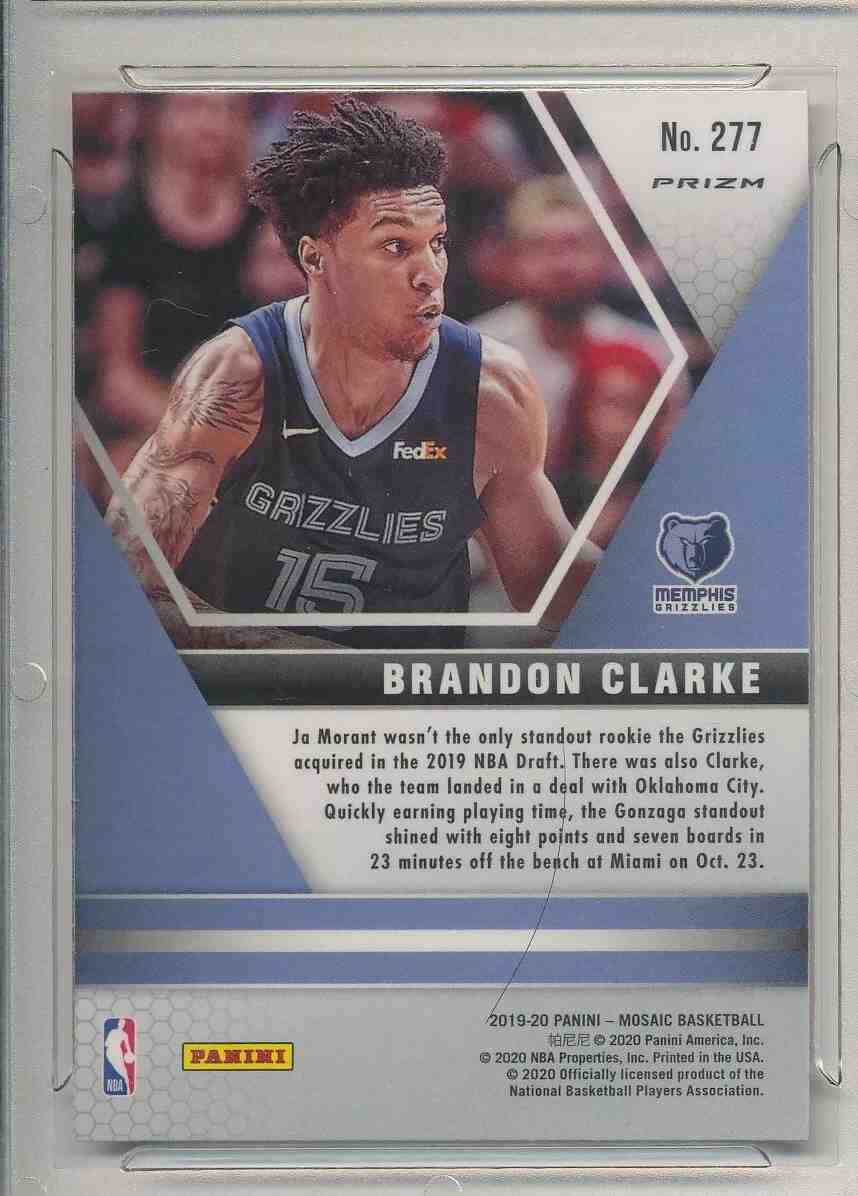 No. 277
PRIZM
FedEx
GRIZZLIES
15
MEMPHIS
GRIZZLIES
BRANDON CLARKE
Ja Morant wasn't the only standout rookie the Grizzlies
acquired in the 2019 NBA Draft. There was also Clarke,
who the team landed in a deal with Oklahoma City.
Quickly earning playing time, the Gonzaga standout
shined with eight points and seven boards in
23 minutes off the bench at Miami on Oct. 23.
2019-20 PANINI – MOSAIC BASKETBALL
帕尼尼 © 2020 Panini America, Inc.
© 2020 NBA Properties, Inc. Printed in the USA.
© 2020 Officially licensed product of the
National Basketball Players Association.
NBA
PANINI